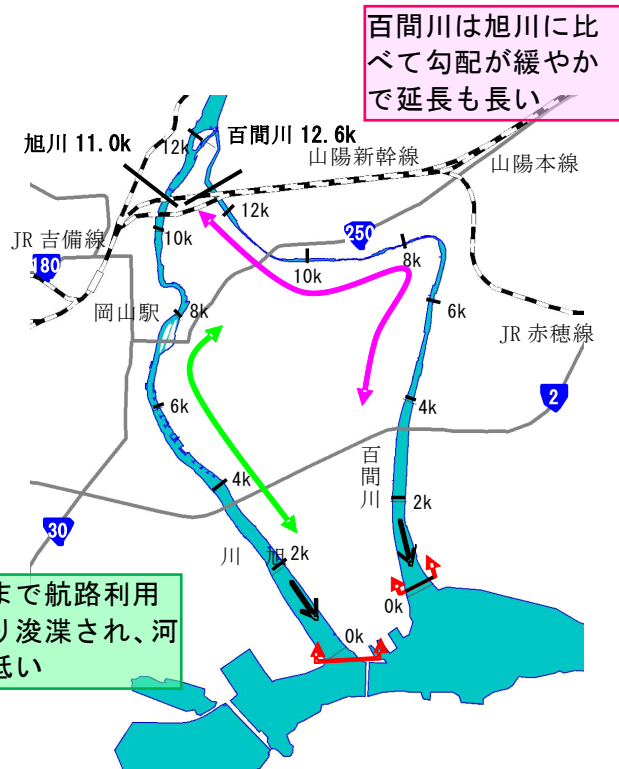 百間川は旭川に比
べて勾配が緩やか
で延長も長い
旭川 11.0k
百間川 12.6k
12k
山陽新幹線
山陽本線
12k
250
JR 吉備線
10k
10k
8k
180
岡山駅
8k
6k
JR 赤穂線
2
6k
4k
百間川
4k
2k
30
旭川
2k
0k
0k
まで航路利用
り浚渫され、河
低い